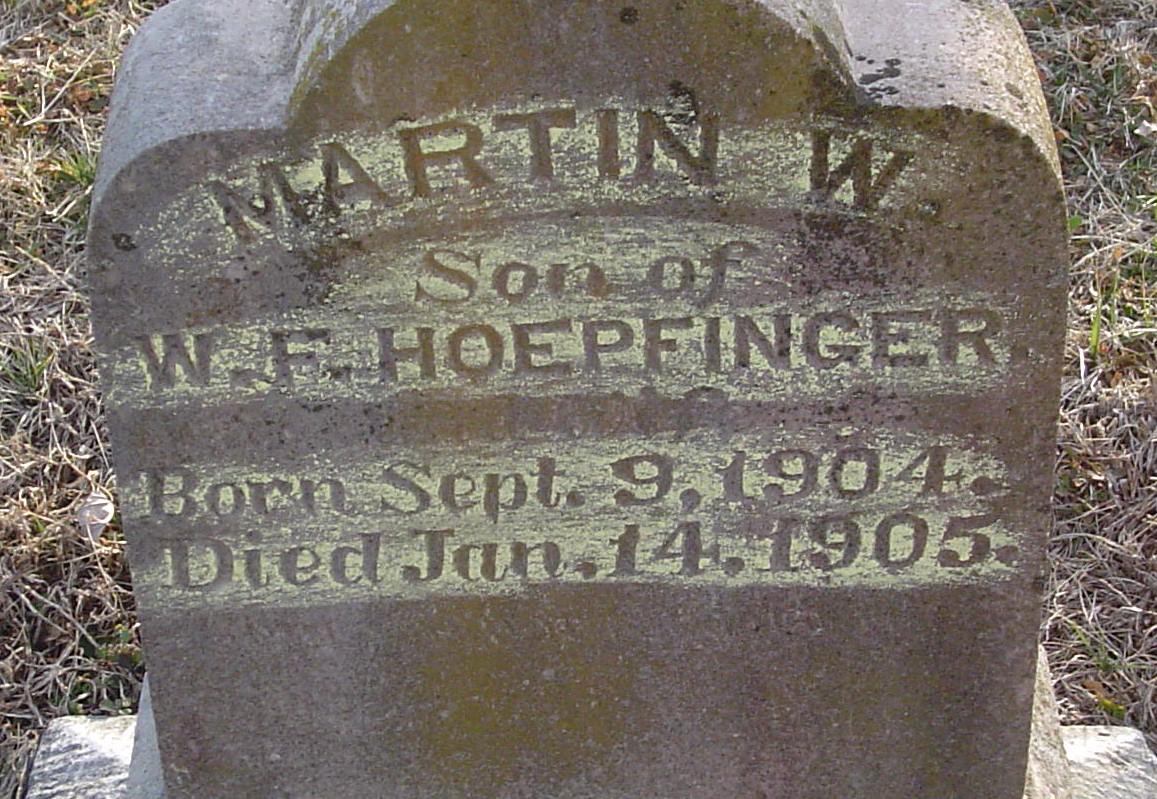 MARTIN W.
Son of
W. F. HOEPFINGER.
Born Sept. 9, 1904.
Died Jan. 14. 1905.